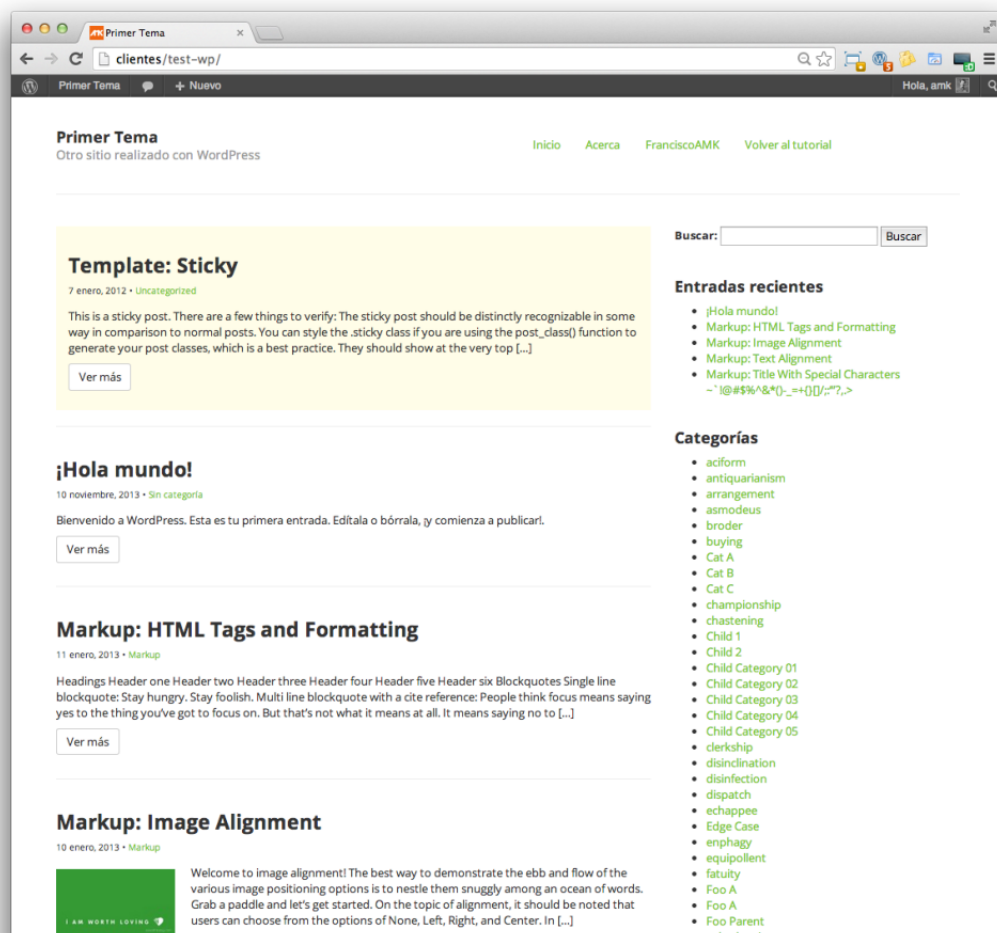 Primer Tema
clientes/test-wp/
Primer Tema
+ Nuevo
Hola, amk
Primer Tema
Otro sitio realizado con WordPress
Inicio
Acerca
FranciscoAMK
Volver al tutorial
Template: Sticky
7 enero, 2012 • Uncategorized
This is a sticky post. There are a few things to verify: The sticky post should be distinctly recognizable in some
way in comparison to normal posts. You can style the .sticky class if you are using the post_class() function to
generate your post classes, which is a best practice. They should show at the very top [...]
Ver más
¡Hola mundo!
10 noviembre, 2013 • Sin categoría
Bienvenido a WordPress. Esta es tu primera entrada. Edítala o bórrala, ¡y comienza a publicar!.
Ver más
Markup: HTML Tags and Formatting
11 enero, 2013 • Markup
Headings Header one Header two Header three Header four Header five Header six Blockquotes Single line
blockquote: Stay hungry. Stay foolish. Multi line blockquote with a cite reference: People think focus means saying
yes to the thing you've got to focus on. But that's not what it means at all. It means saying no to [...]
Ver más
Markup: Image Alignment
10 enero, 2013 • Markup
I AM WORTH LOVING
Welcome to image alignment! The best way to demonstrate the ebb and flow of the
various image positioning options is to nestle them snuggly among an ocean of words.
Grab a paddle and let's get started. On the topic of alignment, it should be noted that
users can choose from the options of None, Left, Right, and Center. In [...]
Buscar:
Buscar
Entradas recientes
¡Hola mundo!
Markup: HTML Tags and Formatting
Markup: Image Alignment
Markup: Text Alignment
Markup: Title With Special Characters
Categorías
aciform
antiquarianism
arrangement
asmodeus
broder
buying
Cat A
Cat B
Cat C
championship
chastening
Child 1
Child 2
Child Category 01
Child Category 02
Child Category 03
Child Category 04
Child Category 05
clerkship
disinclination
disinfection
dispatch
echappee
Edge Case
enphagy
equipollent
fatuity
Foo A
Foo A
Foo Parent